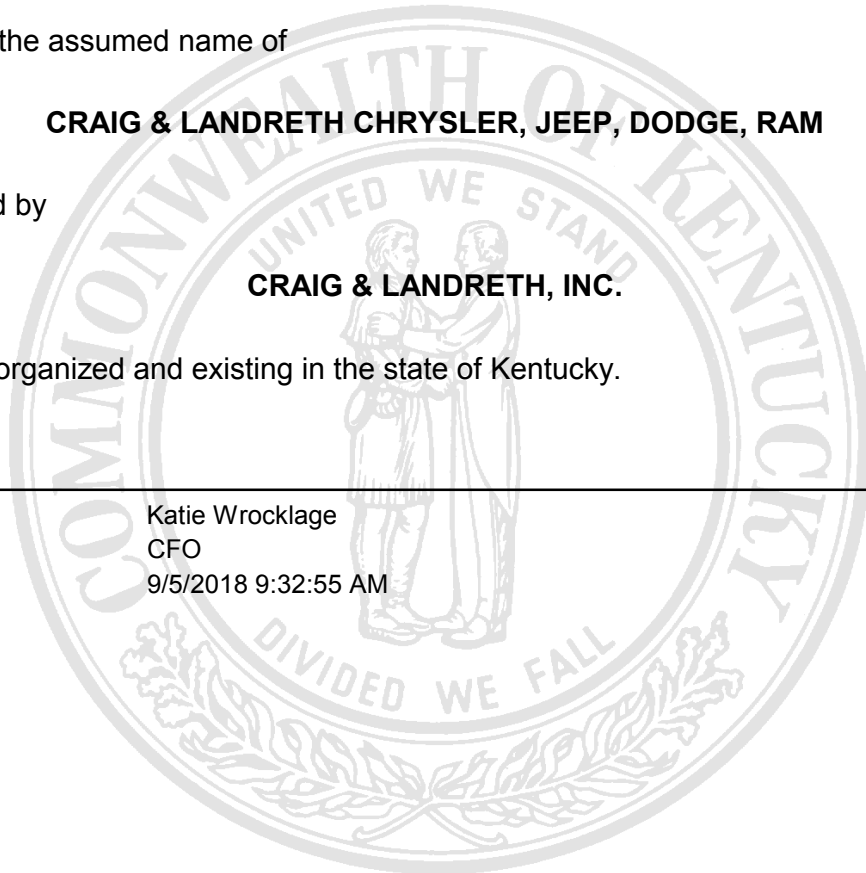 the assumed name of
CRAIG & LANDRETH CHRYSLER, JEEP, DODGE, RAM
d by
CRAIG & LANDRETH, INC.
organized and existing in the state of Kentucky.
Katie Wrocklage
CFO
9/5/2018 9:32:55 AM
COMMONWEALTH OF KENTUCKY
UNITED WE STAND
DIVIDED WE FALL